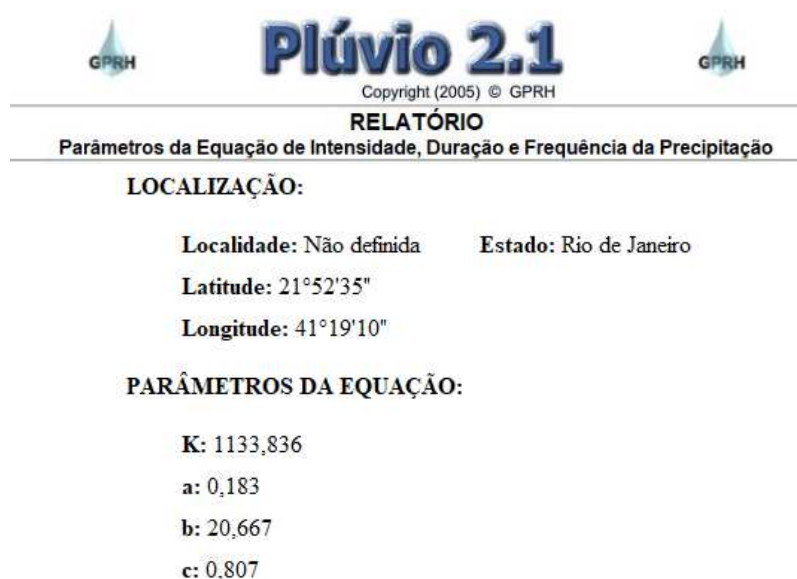 GPRH
Plúvio 2.1
GPRH
Copyright (2005) © GPRH
RELATÓRIO
Parâmetros da Equação de Intensidade, Duração e Frequência da Precipitação
LOCALIZAÇÃO:
Localidade: Não definida Estado: Rio de Janeiro
Latitude: 21°52'35"
Longitude: 41°19'10"
PARÂMETROS DA EQUAÇÃO:
K: 1133,836
a: 0,183
b: 20,667
c: 0,807